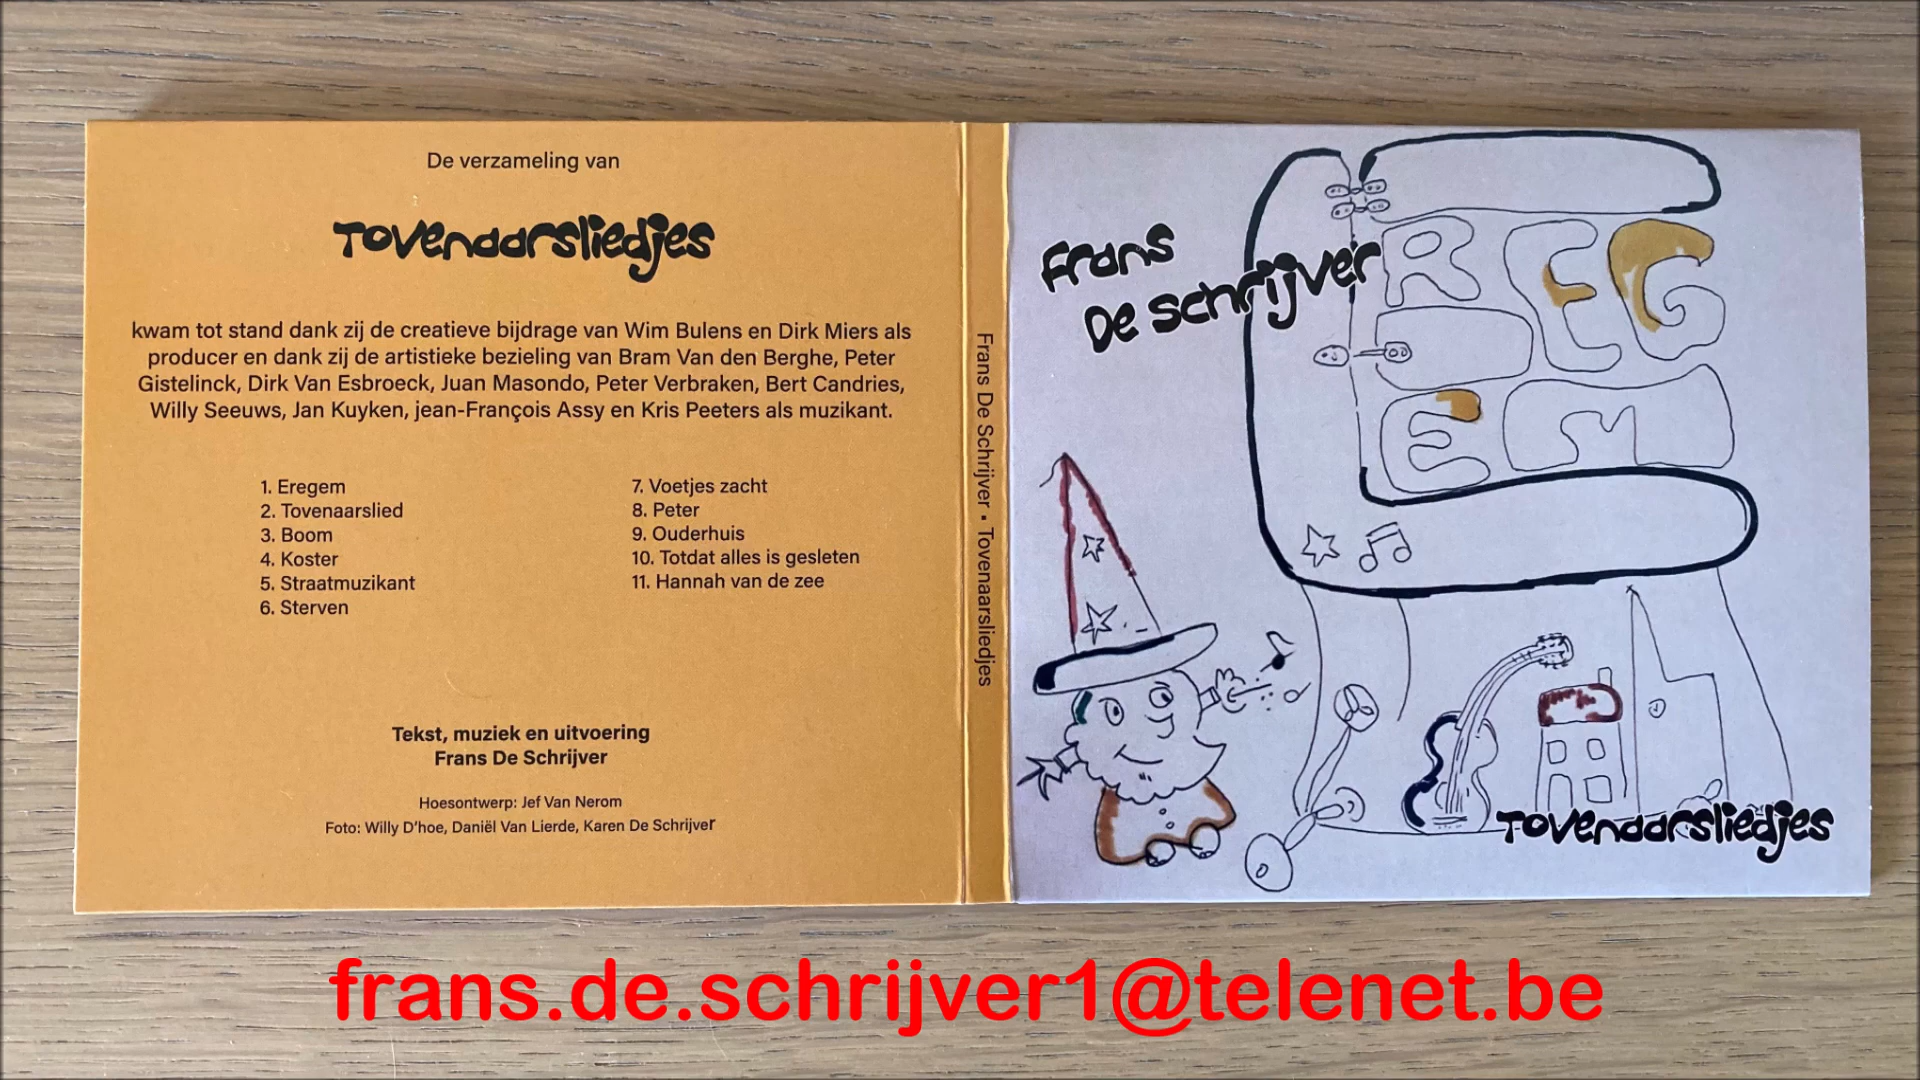 De verzameling van
Tovenaarsliedjes
kwam tot stand dank zij de creatieve bijdrage van Wim Bulens en Dirk Miers als
producer en dank zij de artistieke bezieling van Bram Van den Berghe, Peter
Gistelinck, Dirk Van Esbroeck, Juan Masondo, Peter Verbraken, Bert Candries,
Willy Seeuws, Jan Kuyken, jean-François Assy en Kris Peeters als muzikant.
1. Eregem
2. Tovenaarslied
3. Boom
4. Koster
5. Straatmuzikant
6. Sterven
7. Voetjes zacht
8. Peter
9. Ouderhuis
10. Totdat alles is gesleten
11. Hannah van de zee
Tekst, muziek en uitvoering
Frans De Schrijver
Hoesontwerp: Jef Van Nerom
Foto: Willy D'hoe, Daniël Van Lierde, Karen De Schrijver
Frans De Schrijver ▪ Tovenaarsliedjes
Frans
De Schrijver
E
REG
EM
Tovenaarsliedjes
frans.de.schrijver1@telenet.be